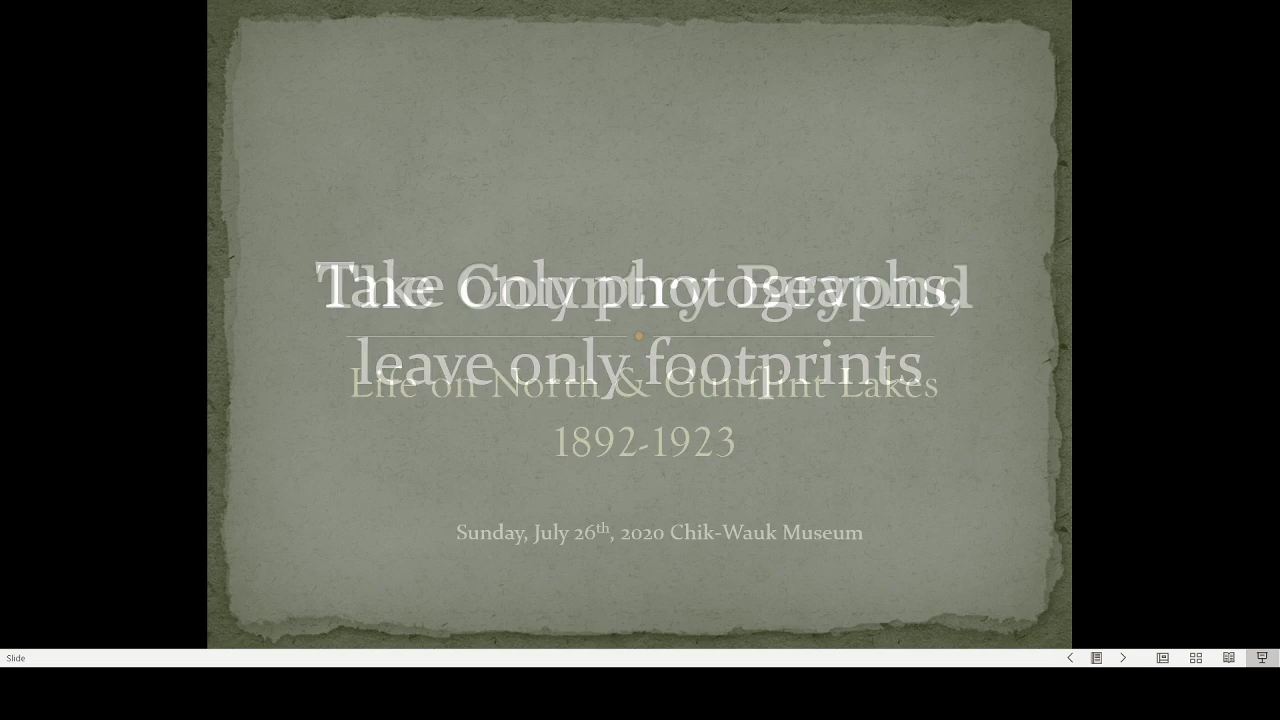 Take Only photographs,
leave only footprints
Life on North & Gunflint Lakes
1892-1923
Sunday, July 26th, 2020 Chik-Wauk Museum
Slide